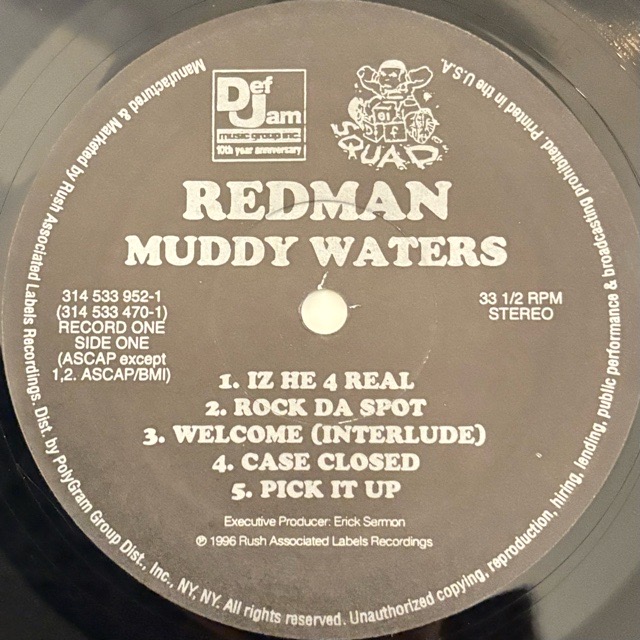 Def
Jam
music group inc.
10th year anniversary
SQUAD
REDMAN
MUDDY WATERS
314 533 952-1
(314 533 470-1)
RECORD ONE
SIDE ONE
(ASCAP except
1,2. ASCAP/BMI)
33 1/2 RPM
STEREO
1. IZ HE 4 REAL
2. ROCK DA SPOT
3. WELCOME (INTERLUDE)
4. CASE CLOSED
5. PICK IT UP
Executive Producer: Erick Sermon
℗ 1996 Rush Associated Labels Recordings
Manufactured & Marketed by Rush Associated Labels Recordings. Dist. by PolyGram Group Dist., Inc., NY, NY. All rights reserved. Unauthorized copying, reproduction, hiring, lending, public performance & broadcasting prohibited. Printed in the U.S.A.